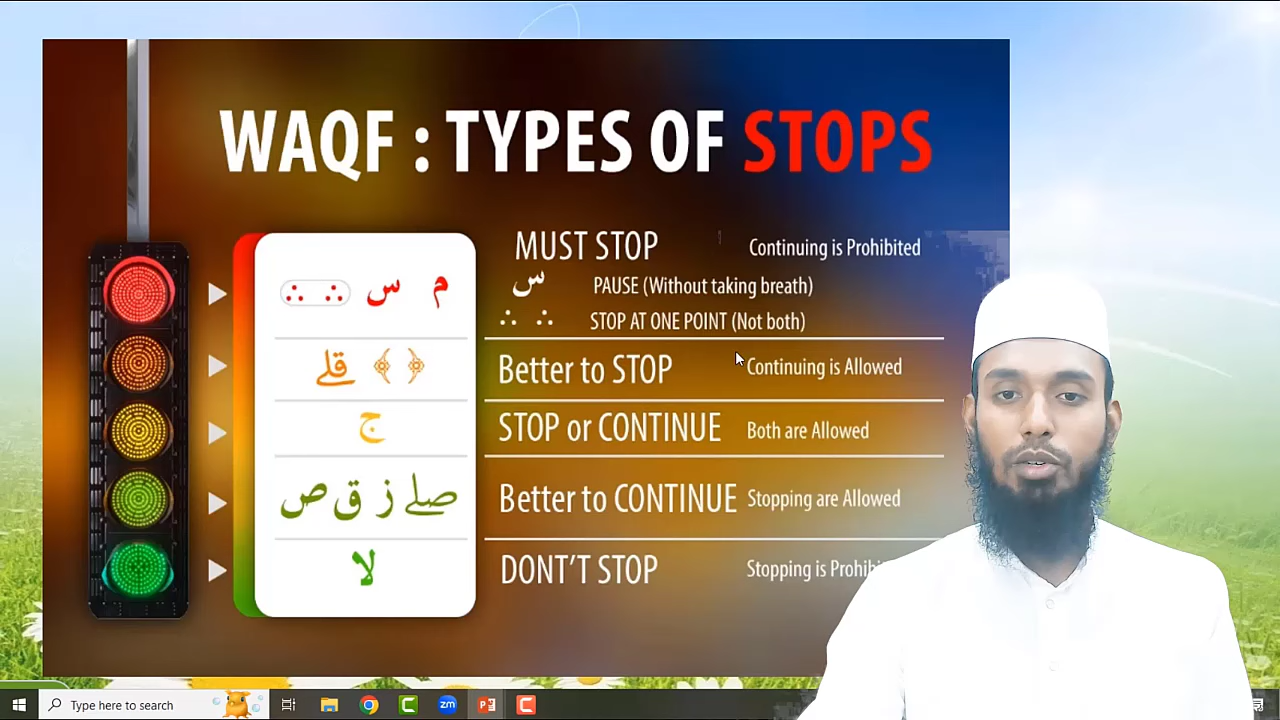 WAQF : TYPES OF STOPS
MUST STOP Continuing is Prohibited
م س ∴ ∴
س PAUSE (Without taking breath)
∴ ∴ STOP AT ONE POINT (Not both)
قلے ﴿ ﴾ Better to STOP Continuing is Allowed
ج STOP or CONTINUE Both are Allowed
صلے ز ق ص Better to CONTINUE Stopping are Allowed
لا DON'T STOP Stopping is
Type here to search
zm